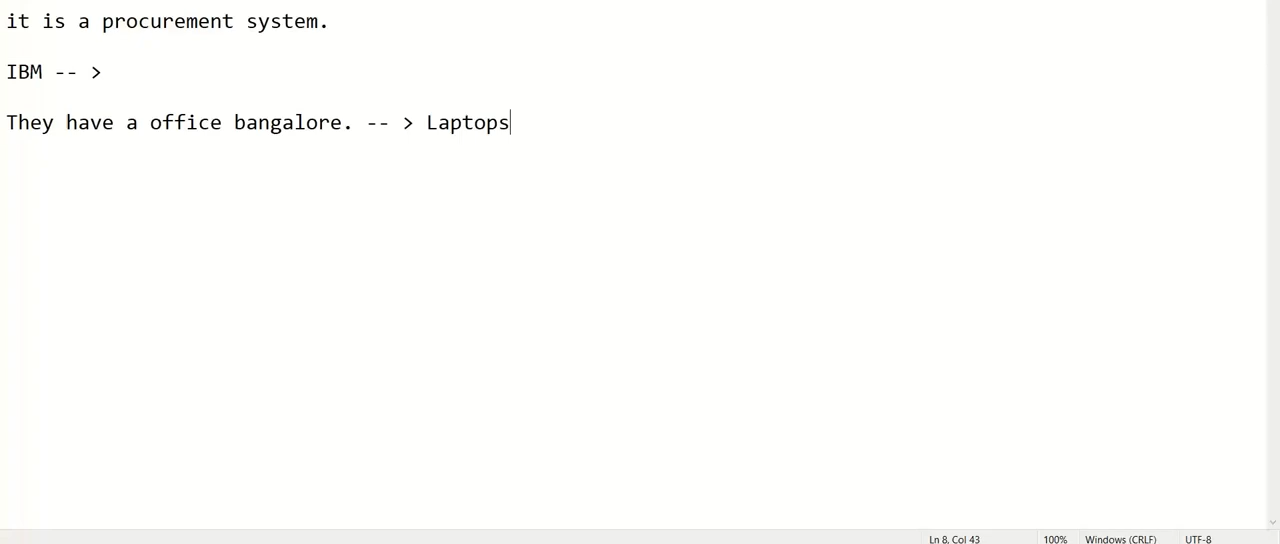 it is a procurement system.
IBM -- >
They have a office bangalore. -- > Laptops
Ln 8, Col 43 100% Windows (CRLF) UTF-8